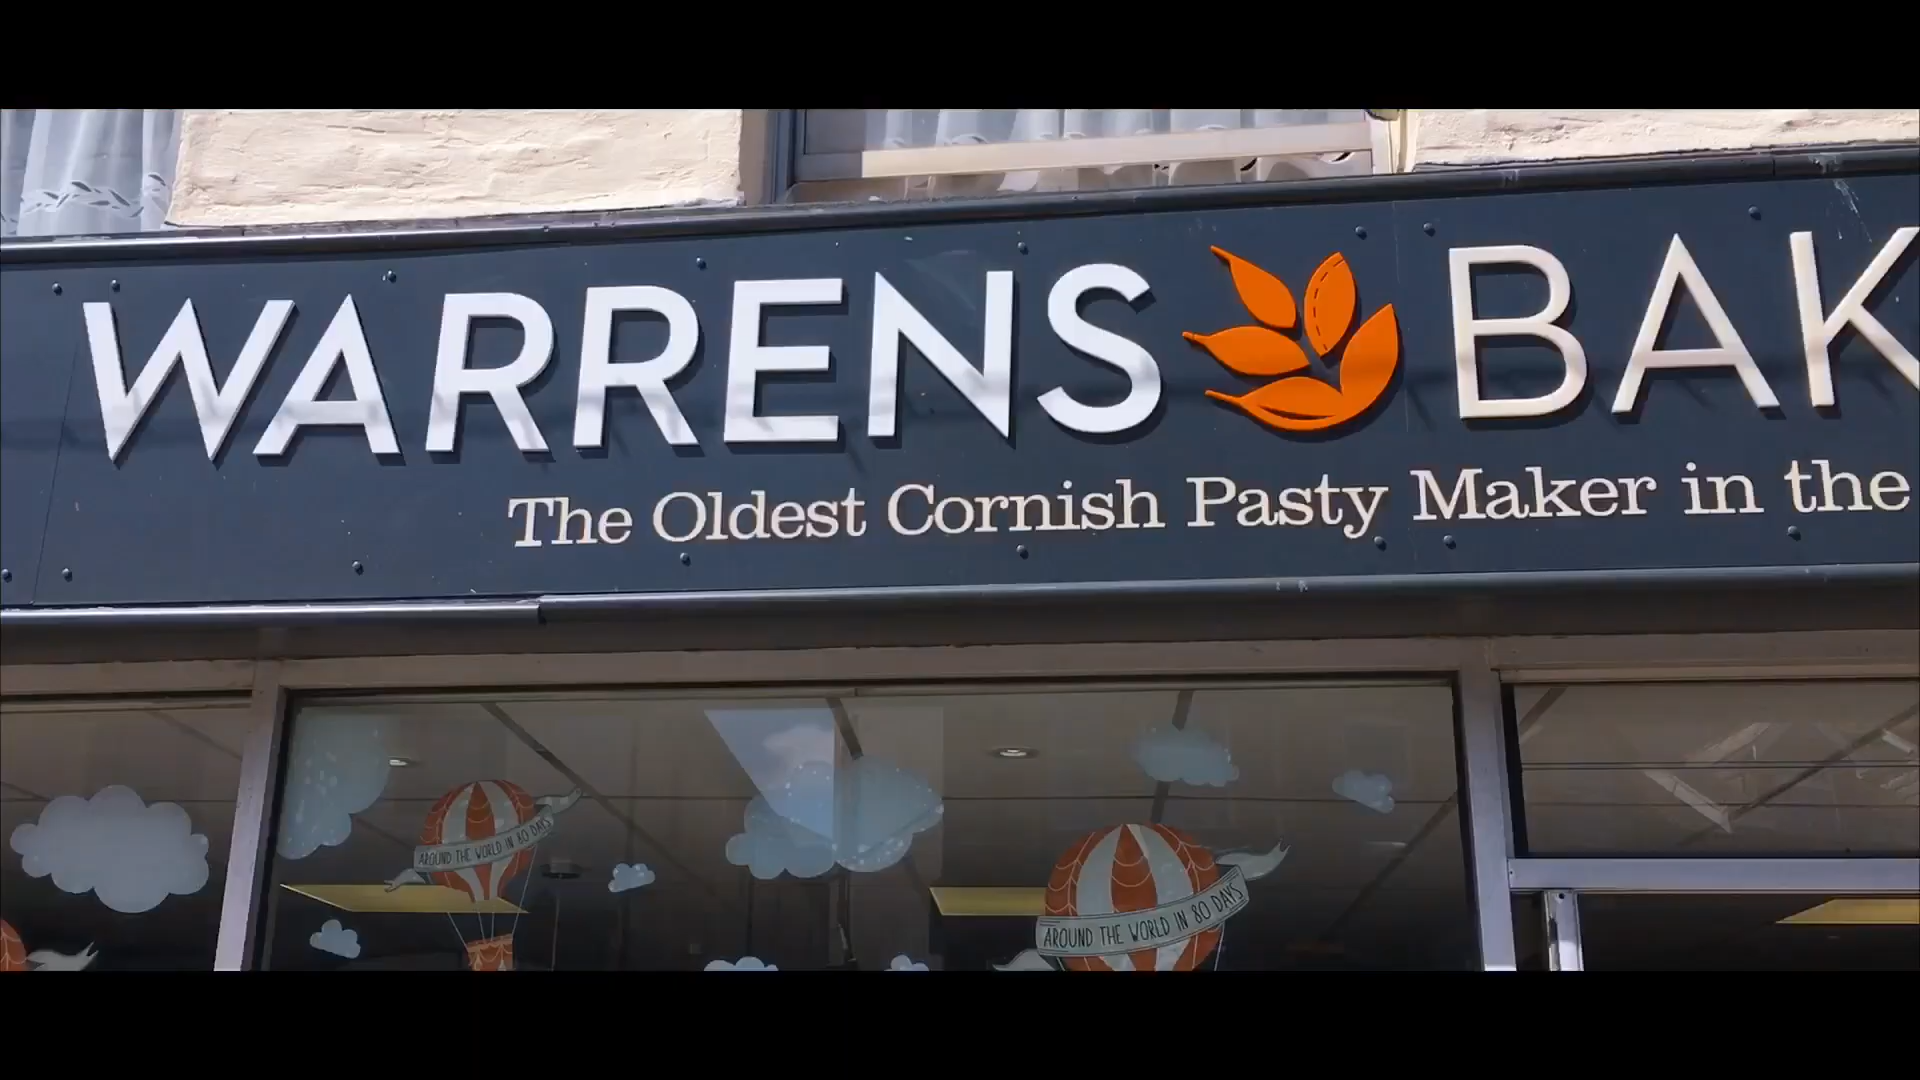 WARRENS BAK
The Oldest Cornish Pasty Maker in the
AROUND THE WORLD IN 80 DAYS
AROUND THE WORLD IN 80 DAYS